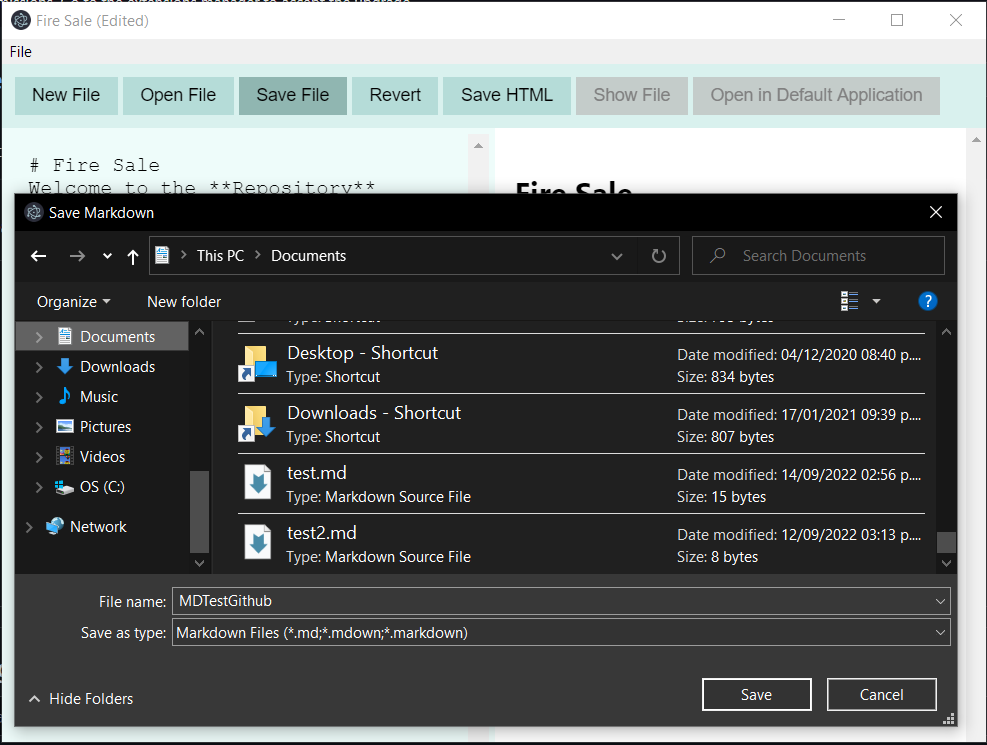 Fire Sale (Edited)
File
New File Open File Save File Revert Save HTML Show File Open in Default Application
# Fire Sale
Welcome to the **Repository**
Fire Sale
Save Markdown
This PC > Documents
Search Documents
Organize New folder
?
Documents
Downloads
Music
Pictures
Videos
OS (C:)
Network
Desktop - Shortcut
Type: Shortcut
Date modified: 04/12/2020 08:40 p....
Size: 834 bytes
Downloads - Shortcut
Type: Shortcut
Date modified: 17/01/2021 09:39 p....
Size: 807 bytes
test.md
Type: Markdown Source File
Date modified: 14/09/2022 02:56 p....
Size: 15 bytes
test2.md
Type: Markdown Source File
Date modified: 12/09/2022 03:13 p....
Size: 8 bytes
File name: MDTestGithub
Save as type: Markdown Files (*.md;*.mdown;*.markdown)
Hide Folders
Save Cancel